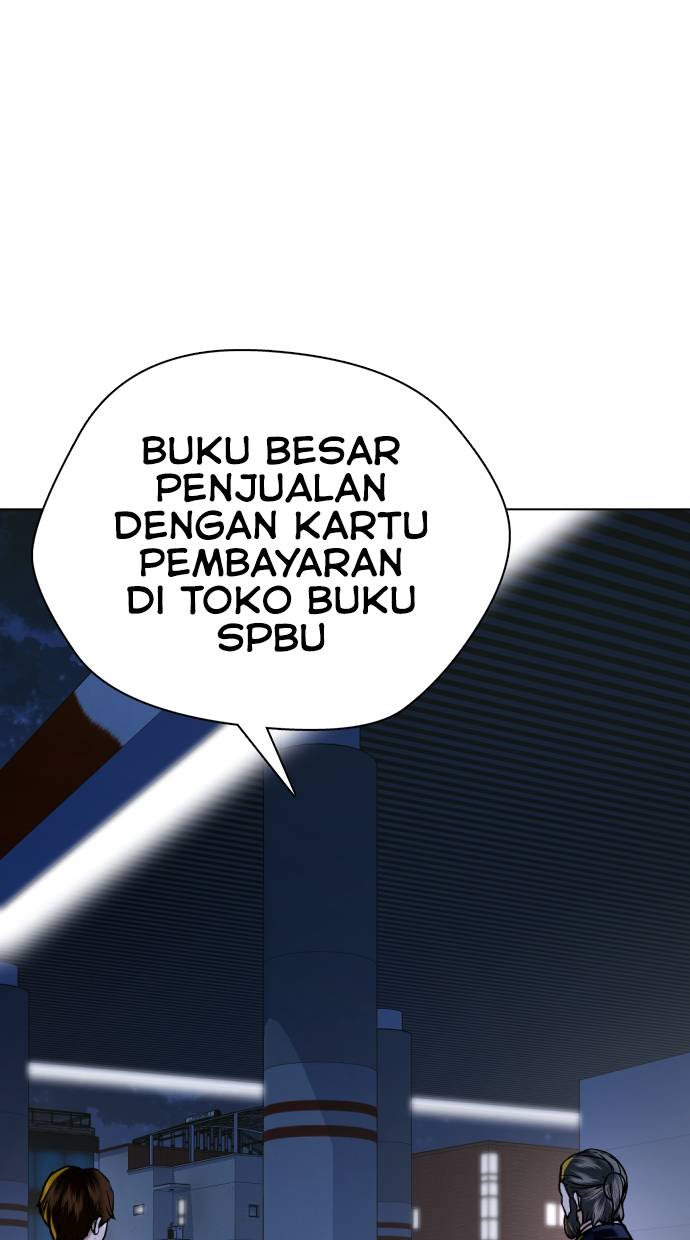 BUKU BESAR
PENJUALAN
DENGAN KARTU
PEMBAYARAN
DI TOKO BUKU
SPBU